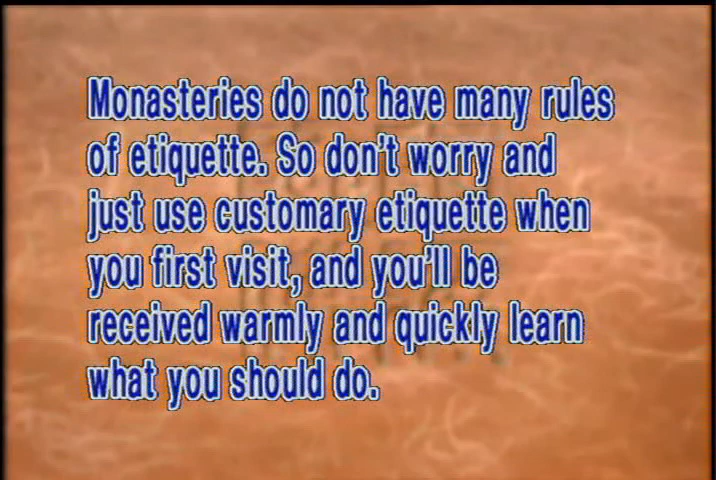 Monasteries do not have many rules
of etiquette. So don't worry and
just use customary etiquette when
you first visit, and you'll be
received warmly and quickly learn
what you should do.